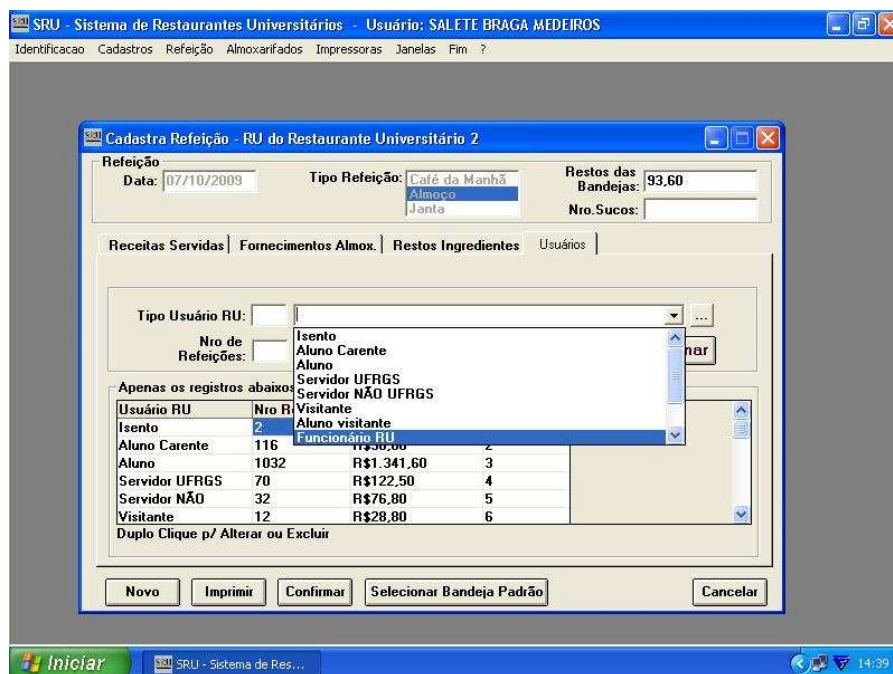 SRU - Sistema de Restaurantes Universitários - Usuário: SALETE BRAGA MEDEIROS
Identificacao Cadastros Refeição Almoxarifados Impressoras Janelas Fim ?
Cadastra Refeição - RU do Restaurante Universitário 2
Refeição
Data: 07/10/2009
Tipo Refeição:
Café da Manhã
Almoço
Janta
Restos das Bandejas: 93,60
Nro.Sucos:
Receitas Servidas Fornecimentos Almox. Restos Ingredientes Usuários
Tipo Usuário RU: ...
Nro de
Refeições:
Isento
Aluno Carente
Aluno
Servidor UFRGS
Servidor NÃO UFRGS
Visitante
Aluno visitante
Funcionário RU
Apenas os registros abaixos
Usuário RU Nro R
Isento 2
Aluno Carente 116 2
Aluno 1032 R$1.341,60 3
Servidor UFRGS 70 R$122,50 4
Servidor NÃO 32 R$76,80 5
Visitante 12 R$28,80 6
Duplo Clique p/ Alterar ou Excluir
Novo Imprimir Confirmar Selecionar Bandeja Padrão Cancelar
Iniciar SRU - Sistema de Res... 14:39